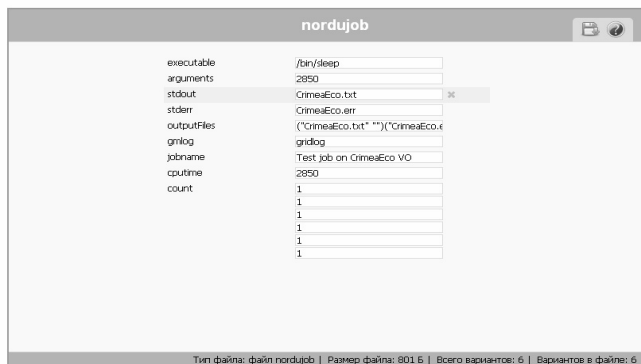 nordujob
executable /bin/sleep
arguments 2850
stdout CrimeaEco.txt
stderr CrimeaEco.err
outputFiles ("CrimeaEco.txt" "")("CrimeaEco.e
gmlog gridlog
jobname Test job on CrimeaEco VO
cputime 2850
count 1
1
1
1
1
1
Тип файла: файл nordujob | Размер файла: 801 Б | Всего вариантов: 6 | Вариантов в файле: 6